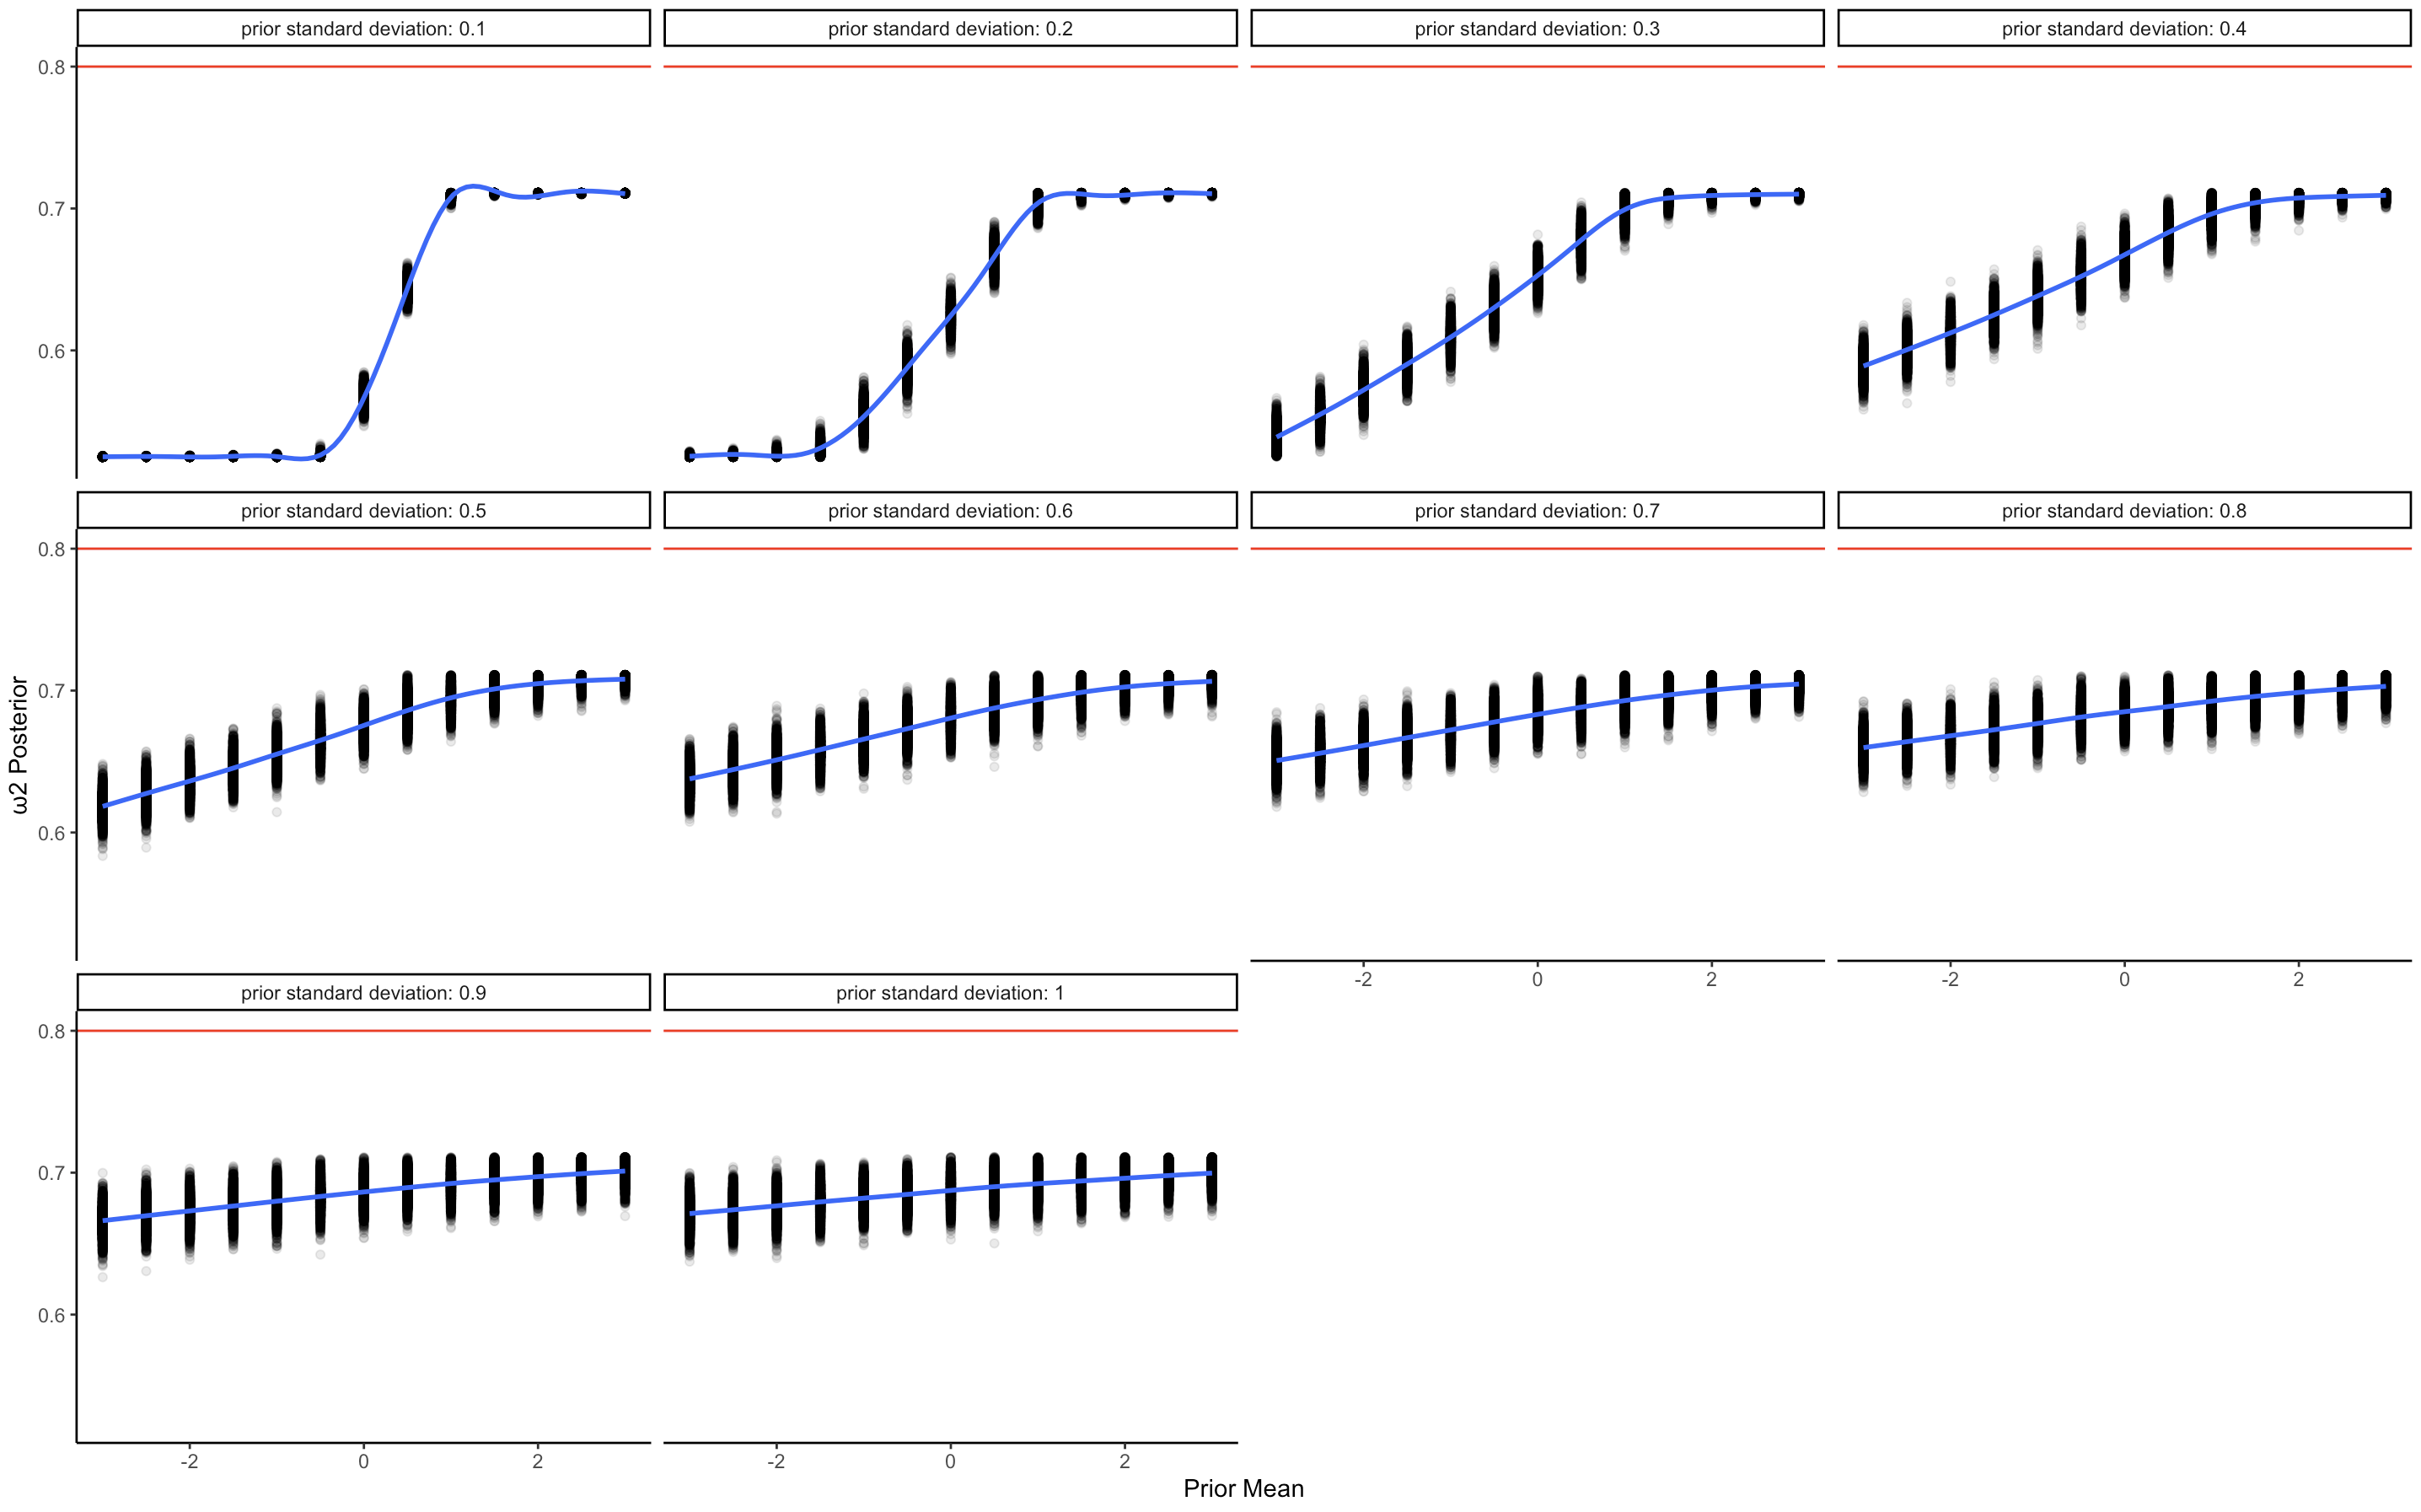 prior standard deviation: 0.1
prior standard deviation: 0.2
prior standard deviation: 0.3
prior standard deviation: 0.4
0.8
0.7
0.6
prior standard deviation: 0.5
prior standard deviation: 0.6
prior standard deviation: 0.7
prior standard deviation: 0.8
0.8
0.7
0.6
-2 0 2
-2 0 2
prior standard deviation: 0.9
prior standard deviation: 1
0.8
0.7
0.6
-2 0 2
-2 0 2
ω2 Posterior
Prior Mean